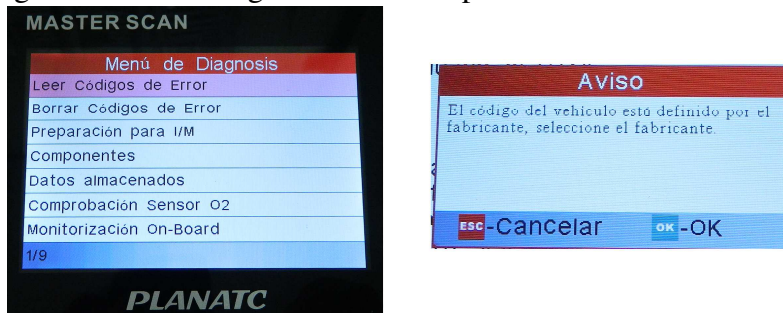 MASTER SCAN
Menú de Diagnosis
Leer Códigos de Error
Borrar Códigos de Error
Preparación para I/M
Componentes
Datos almacenados
Comprobación Sensor O2
Monitorización On-Board
1/9
PLANATC
Aviso
El código del vehículo está definido por el
fabricante, seleccione el fabricante.
ESC-Cancelar OK-OK